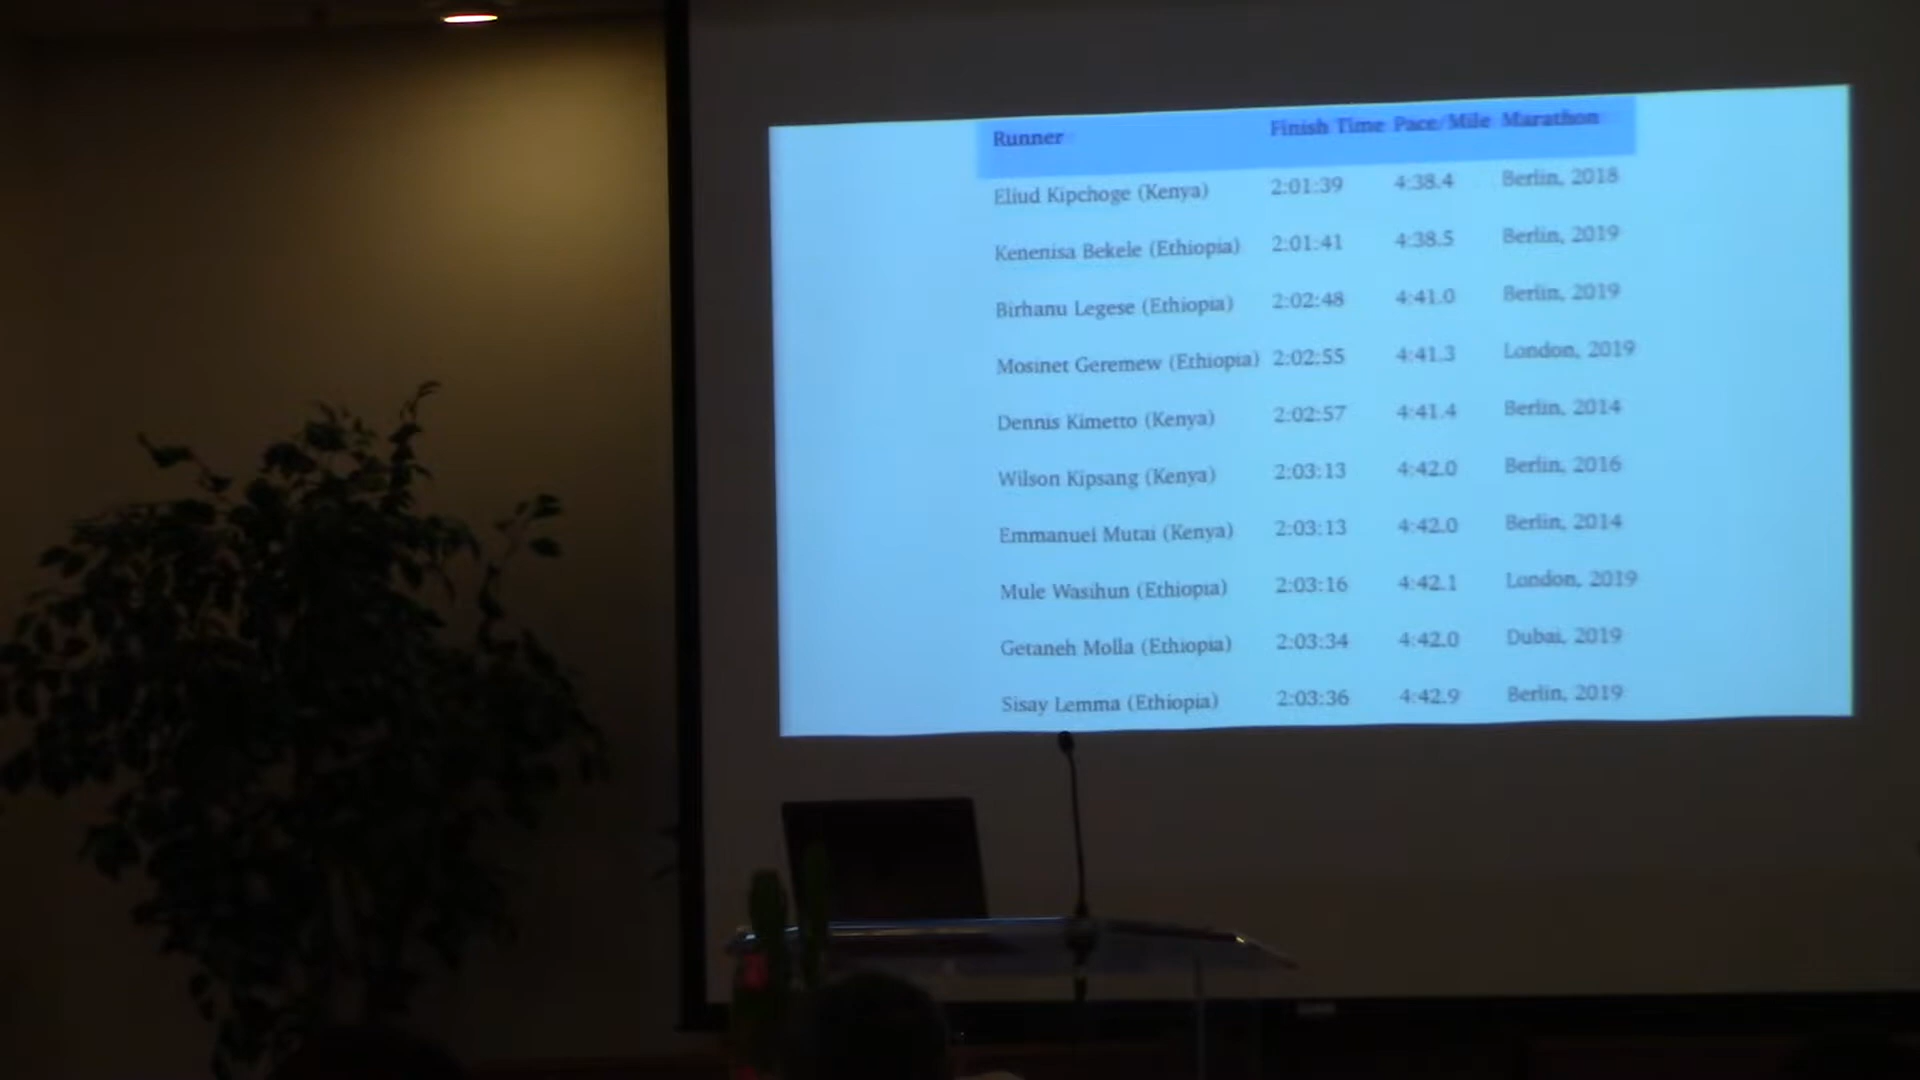 Runner Finish Time Pace/Mile Marathon
Eliud Kipchoge (Kenya) 2:01:39 4:38.4 Berlin, 2018
Kenenisa Bekele (Ethiopia) 2:01:41 4:38.5 Berlin, 2019
Birhanu Legese (Ethiopia) 2:02:48 4:41.0 Berlin, 2019
Mosinet Geremew (Ethiopia) 2:02:55 4:41.3 London, 2019
Dennis Kimetto (Kenya) 2:02:57 4:41.4 Berlin, 2014
Wilson Kipsang (Kenya) 2:03:13 4:42.0 Berlin, 2016
Emmanuel Mutai (Kenya) 2:03:13 4:42.0 Berlin, 2014
Mule Wasihun (Ethiopia) 2:03:16 4:42.1 London, 2019
Getaneh Molla (Ethiopia) 2:03:34 4:42.0 Dubai, 2019
Sisay Lemma (Ethiopia) 2:03:36 4:42.9 Berlin, 2019